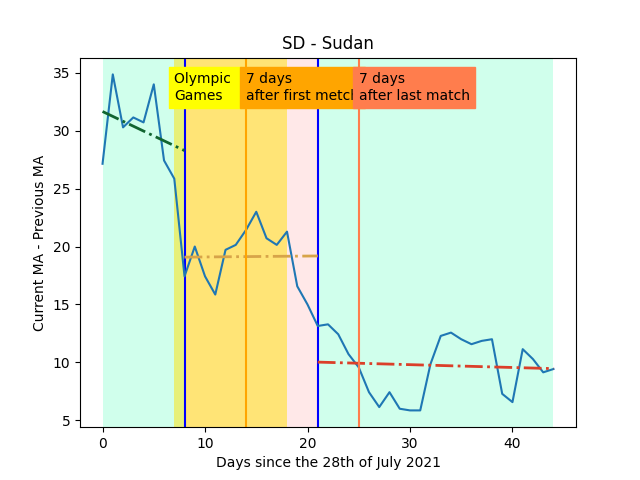 SD - Sudan
Olympic
Games
7 days
after first metch
7 days
after last match
Current MA - Previous MA
35
30
25
20
15
10
5
0
10
20
30
40
Days since the 28th of July 2021